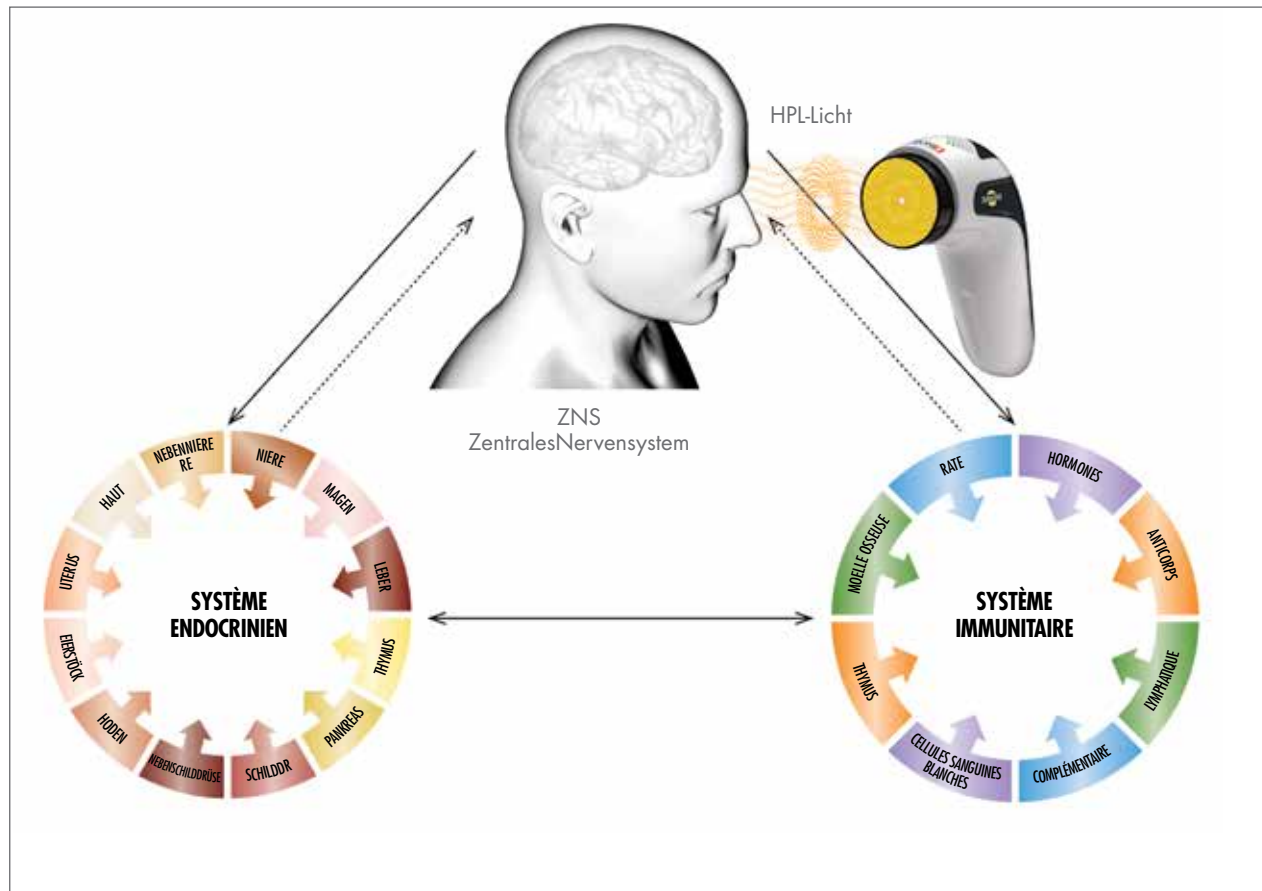 HPL-Licht
ZNS
ZentralesNervensystem
NEBENNIERE
RE
NIERE
MAGEN
LEBER
THYMUS
PANKREAS
SCHILDDR
NEBENSCHILDDRÜSE
HODEN
EIERSTÖCK
UTERUS
HAUT
SYSTÈME
ENDOCRINIEN
RATE
HORMONES
ANTICORPS
LYMPHATIQUE
COMPLÉMENTAIRE
CELLULES SANGUINES
BLANCHES
THYMUS
MOELLE OSSEUSE
SYSTÈME
IMMUNITAIRE